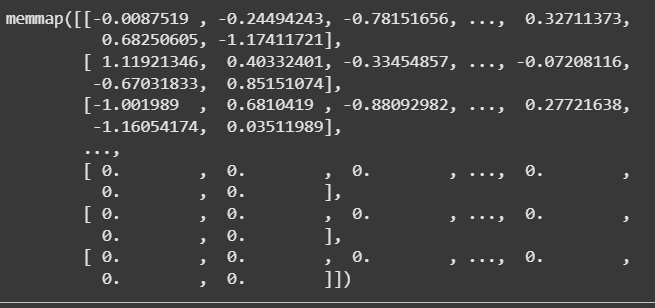 memmap([[-0.0087519 , -0.24494243, -0.78151656, ...,  0.32711373,
          0.68250605, -1.17411721],
        [ 1.11921346,  0.40332401, -0.33454857, ..., -0.07208116,
         -0.67031833,  0.85151074],
        [-1.001989  ,  0.6810419 , -0.88092982, ...,  0.27721638,
         -1.16054174,  0.03511989],
        ...,
        [ 0.        ,  0.        ,  0.        , ...,  0.        ,
          0.        ,  0.        ],
        [ 0.        ,  0.        ,  0.        , ...,  0.        ,
          0.        ,  0.        ],
        [ 0.        ,  0.        ,  0.        , ...,  0.        ,
          0.        ,  0.        ]])